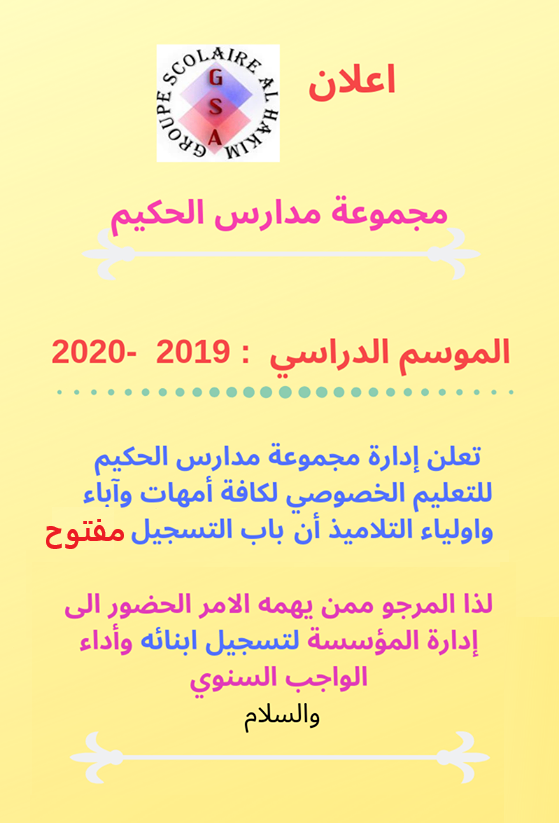 اعلان
GROUPE SCOLAIRE AL HAKIM
G
S
A
مجموعة مدارس الحكيم
الموسم الدراسي : 2019 -2020
تعلن إدارة مجموعة مدارس الحكيم
للتعليم الخصوصي لكافة أمهات وآباء
واولياء التلاميذ أن باب التسجيل مفتوح
لذا المرجو ممن يهمه الامر الحضور الى
إدارة المؤسسة لتسجيل ابنائه وأداء
الواجب السنوي
والسلام